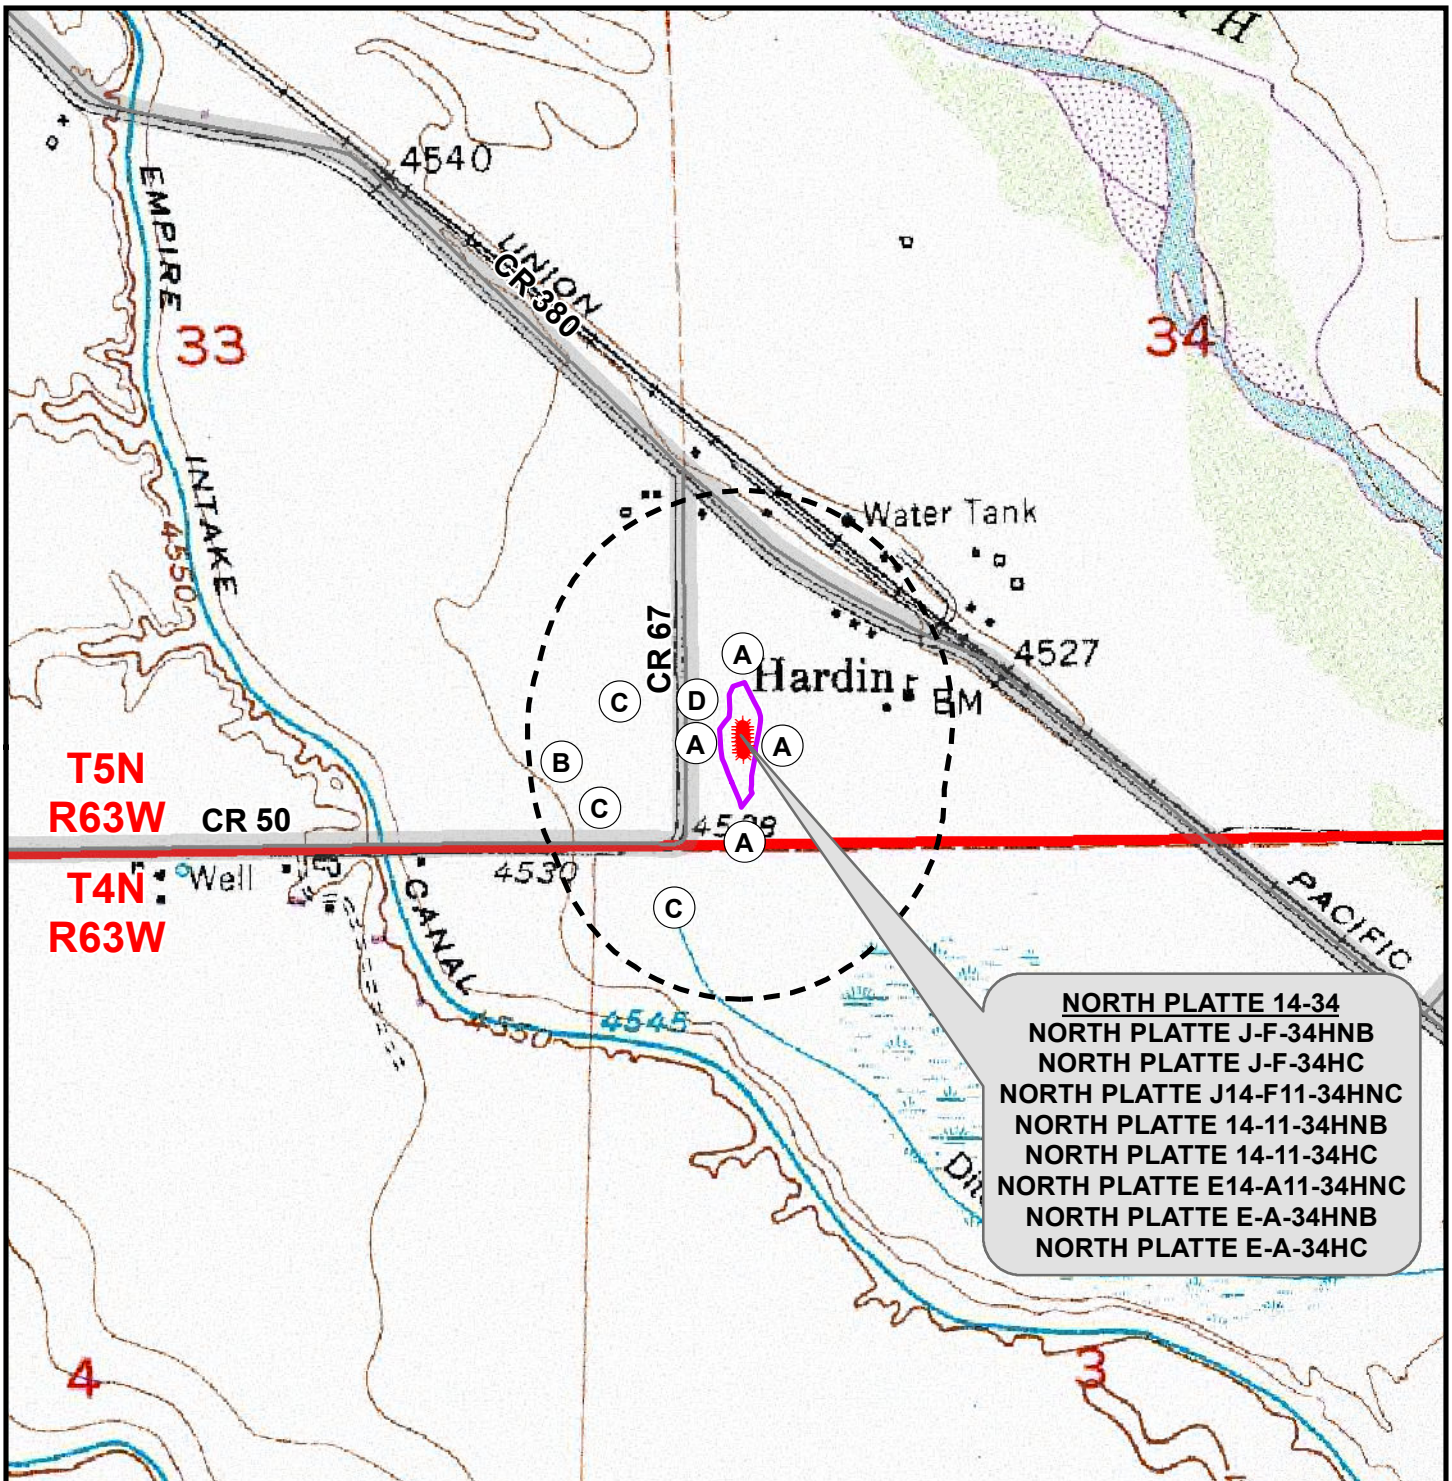 H
4540
EMPIRE
UNION
CR 380
33
34
INTAKE
4550
Water Tank
CR 67
4527
A
Hardin
BM
C
D
A
A
B
T5N
R63W
C
CR 50
A
4530
Well
T4N
R63W
CANAL
C
PACIFIC
4550
4545
NORTH PLATTE 14-34
NORTH PLATTE J-F-34HNB
NORTH PLATTE J-F-34HC
NORTH PLATTE J14-F11-34HNC
NORTH PLATTE 14-11-34HNB
NORTH PLATTE 14-11-34HC
NORTH PLATTE E14-A11-34HNC
NORTH PLATTE E-A-34HNB
NORTH PLATTE E-A-34HC
4
3